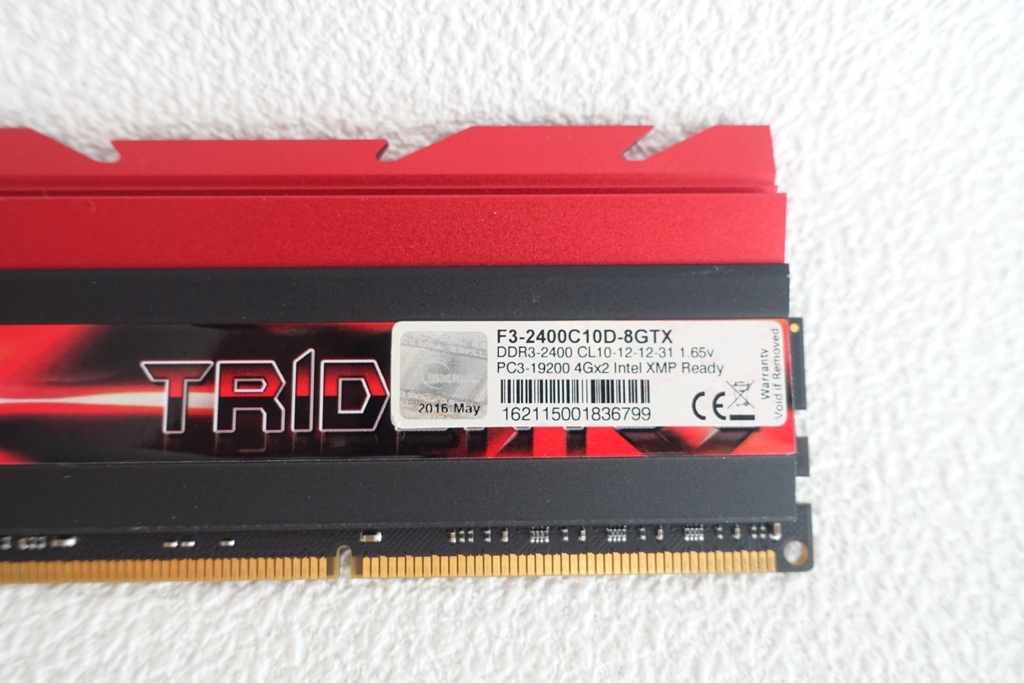 F3-2400C10D-8GTX
DDR3-2400 CL10-12-12-31 1.65v
PC3-19200 4Gx2 Intel XMP Ready
2016 May
162115001836799
CE
Warranty
Void if Removed
TRID